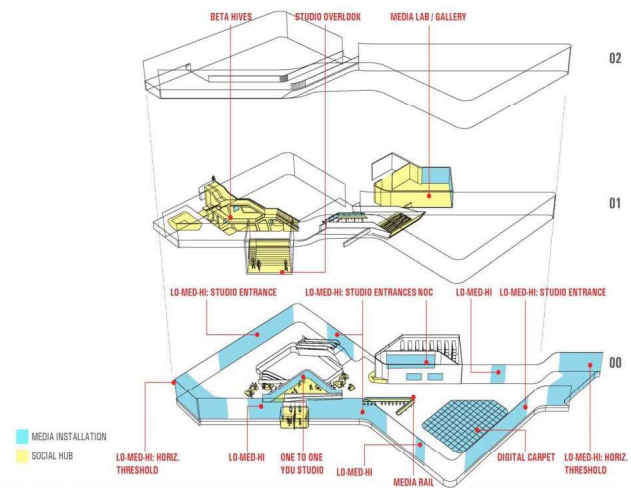 BETA HIVES
STUDIO OVERLOOK
MEDIA LAB / GALLERY
02
01
LO-MED-HI: STUDIO ENTRANCE
LO-MED-HI: STUDIO ENTRANCES
NOC
LO-MED-HI
LO-MED-HI: STUDIO ENTRANCE
00
MEDIA INSTALLATION
SOCIAL HUB
LO-MED-HI: HORIZ.
THRESHOLD
LO-MED-HI
ONE TO ONE
YOU STUDIO
LO-MED-HI
MEDIA RAIL
DIGITAL CARPET
LO-MED-HI: HORIZ.
THRESHOLD